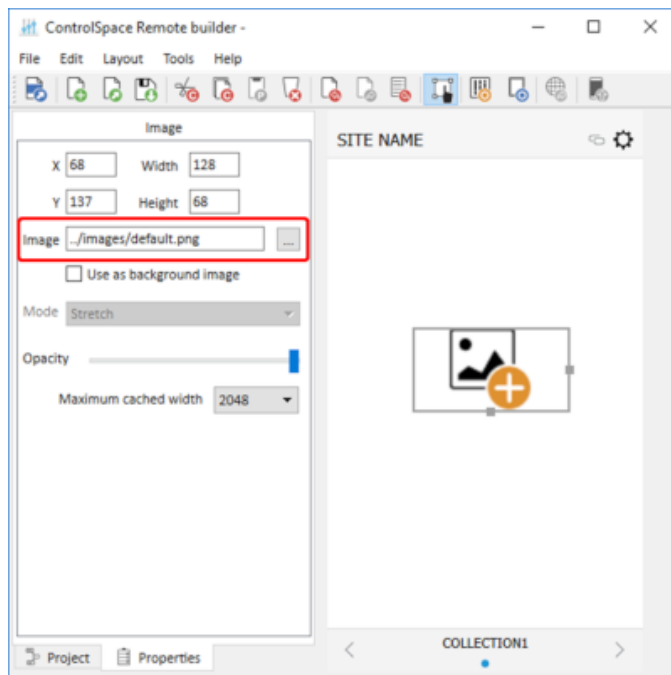 ControlSpace Remote builder -
File Edit Layout Tools Help
Image
X 68 Width 128
Y 137 Height 68
Image ../images/default.png ...
Use as background image
Mode Stretch
Opacity
Maximum cached width 2048
Project Properties
SITE NAME
COLLECTION1